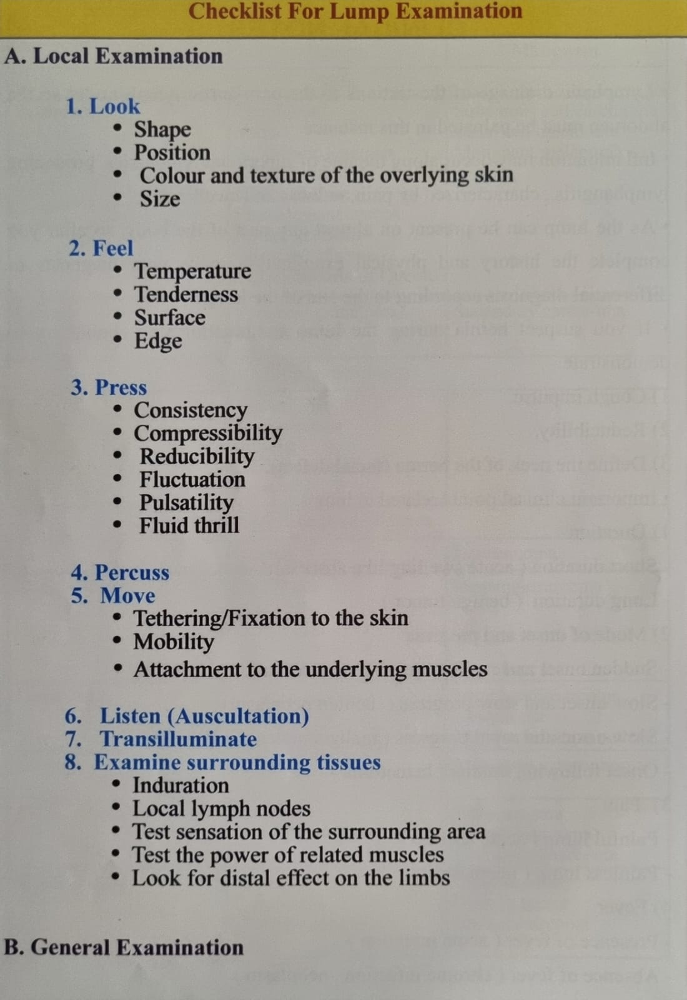 Checklist For Lump Examination
A. Local Examination
1. Look
• Shape
• Position
• Colour and texture of the overlying skin
• Size
2. Feel
• Temperature
• Tenderness
• Surface
• Edge
3. Press
• Consistency
• Compressibility
• Reducibility
• Fluctuation
• Pulsatility
• Fluid thrill
4. Percuss
5. Move
• Tethering/Fixation to the skin
• Mobility
• Attachment to the underlying muscles
6. Listen (Auscultation)
7. Transilluminate
8. Examine surrounding tissues
• Induration
• Local lymph nodes
• Test sensation of the surrounding area
• Test the power of related muscles
• Look for distal effect on the limbs
B. General Examination